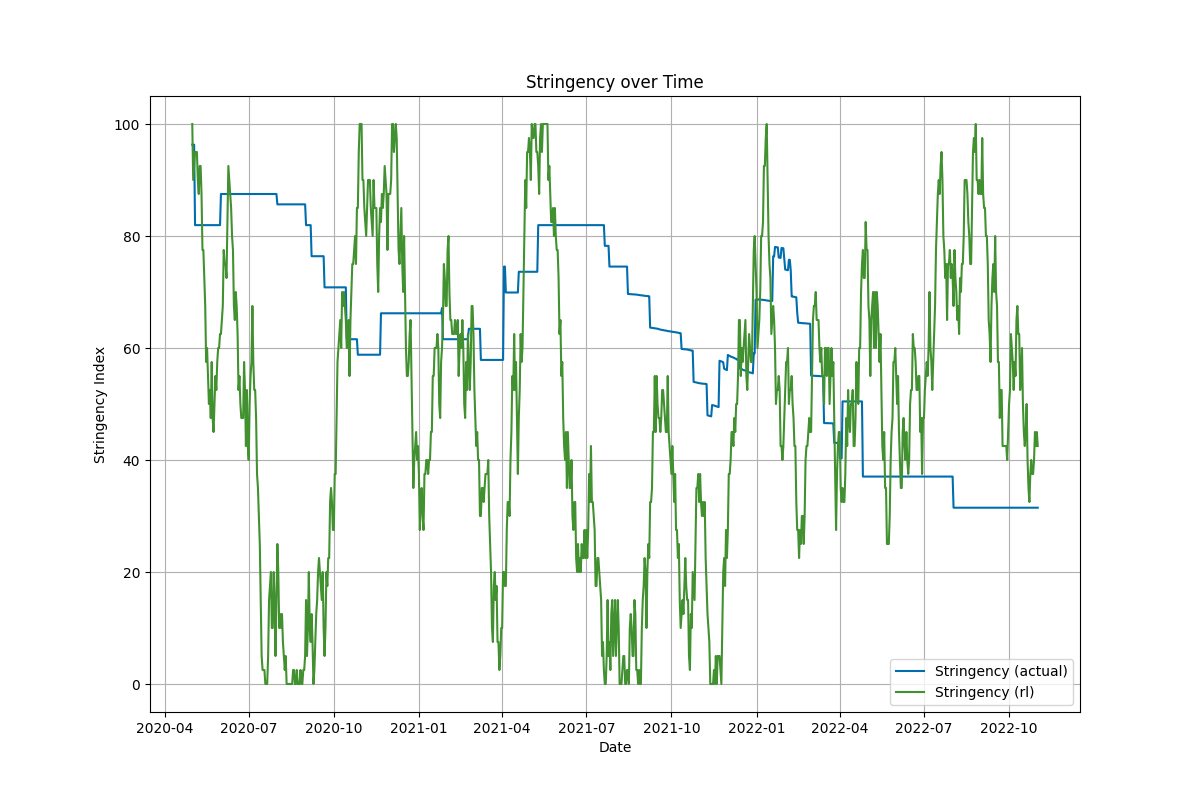 Stringency over Time
Stringency Index
100
80
60
40
20
0
2020-04 2020-07 2020-10 2021-01 2021-04 2021-07 2021-10 2022-01 2022-04 2022-07 2022-10
Date
Stringency (actual)
Stringency (rl)